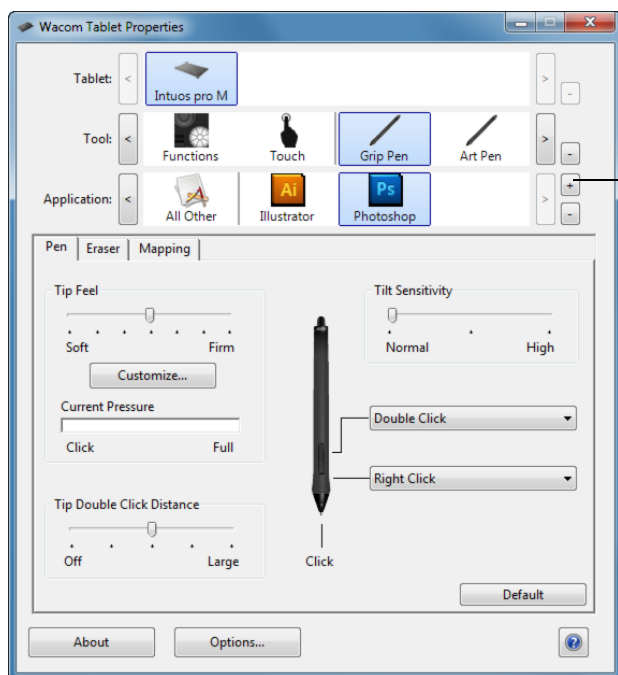 Wacom Tablet Properties
Tablet:
<
Intuos pro M
>
-
Tool:
<
Functions
Touch
Grip Pen
Art Pen
>
-
Application:
<
All Other
Ai
Illustrator
Ps
Photoshop
>
+
-
Pen Eraser Mapping
Tip Feel
Soft Firm
Customize...
Current Pressure
Click Full
Tip Double Click Distance
Off Large
Tilt Sensitivity
Normal High
Double Click
Right Click
Click
Default
About Options... ?